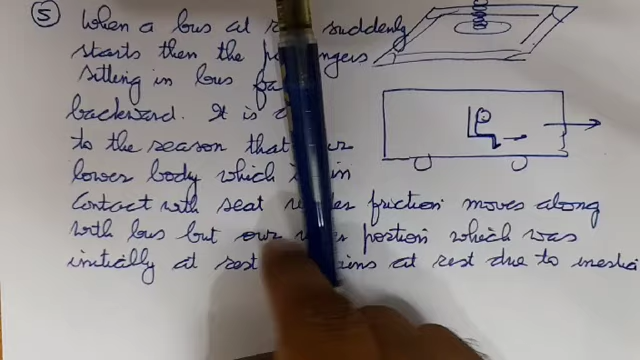 (5) When a bus at suddenly
starts then the
sitting in bus
backward. It is
to the season that
lower body which in
contact with seat friction moves along
with bus but our portion which was
initially at rest at rest due to inertia